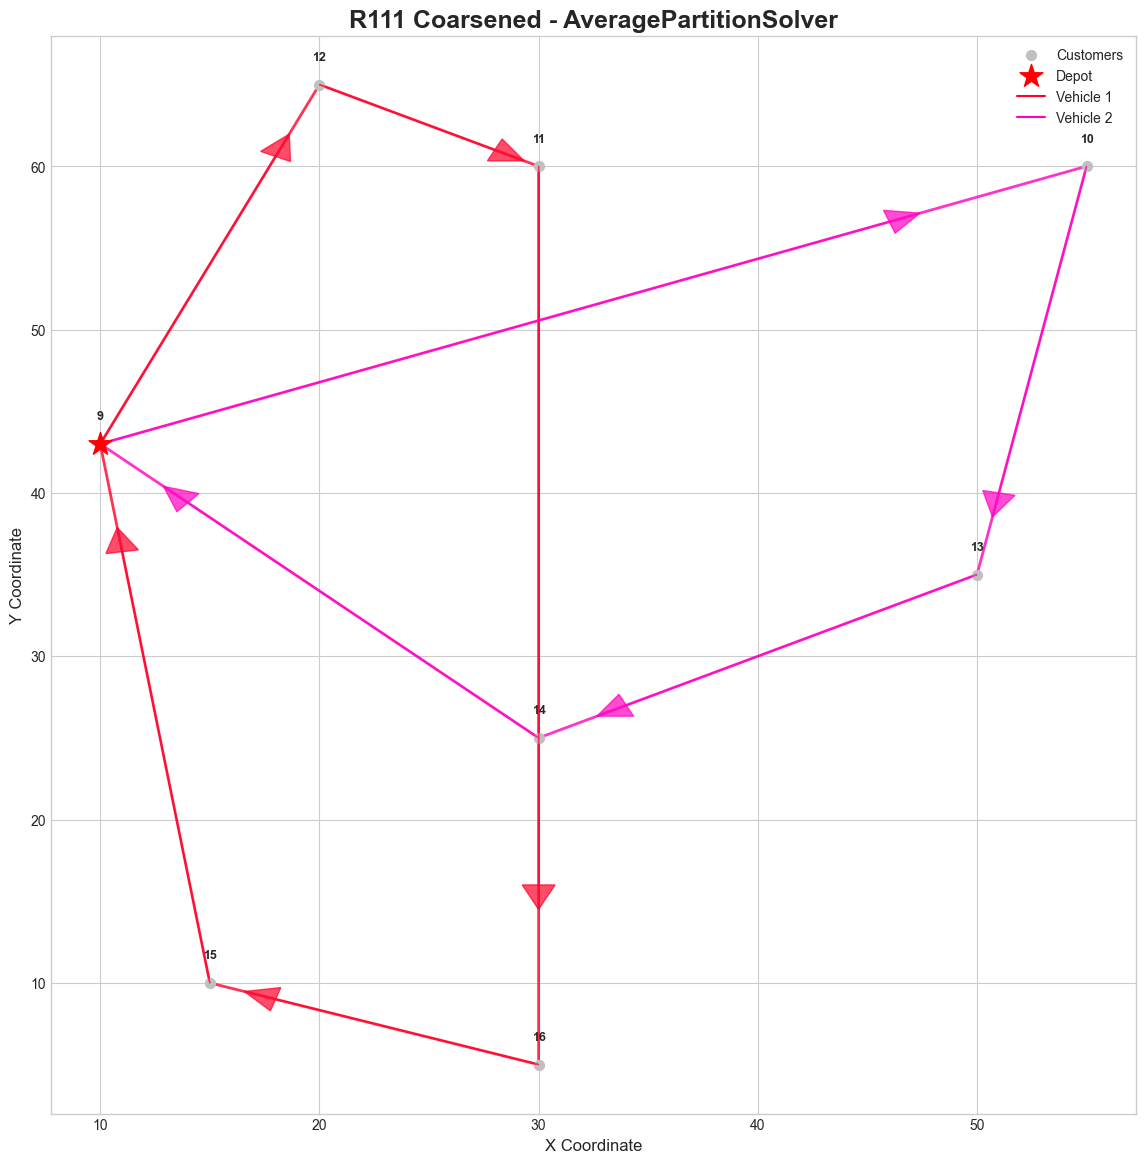 R111 Coarsened - AveragePartitionSolver
Customers
Depot
Vehicle 1
Vehicle 2
12
11
10
9
13
14
15
16
60
50
40
30
20
10
Y Coordinate
10
20
30
40
50
X Coordinate